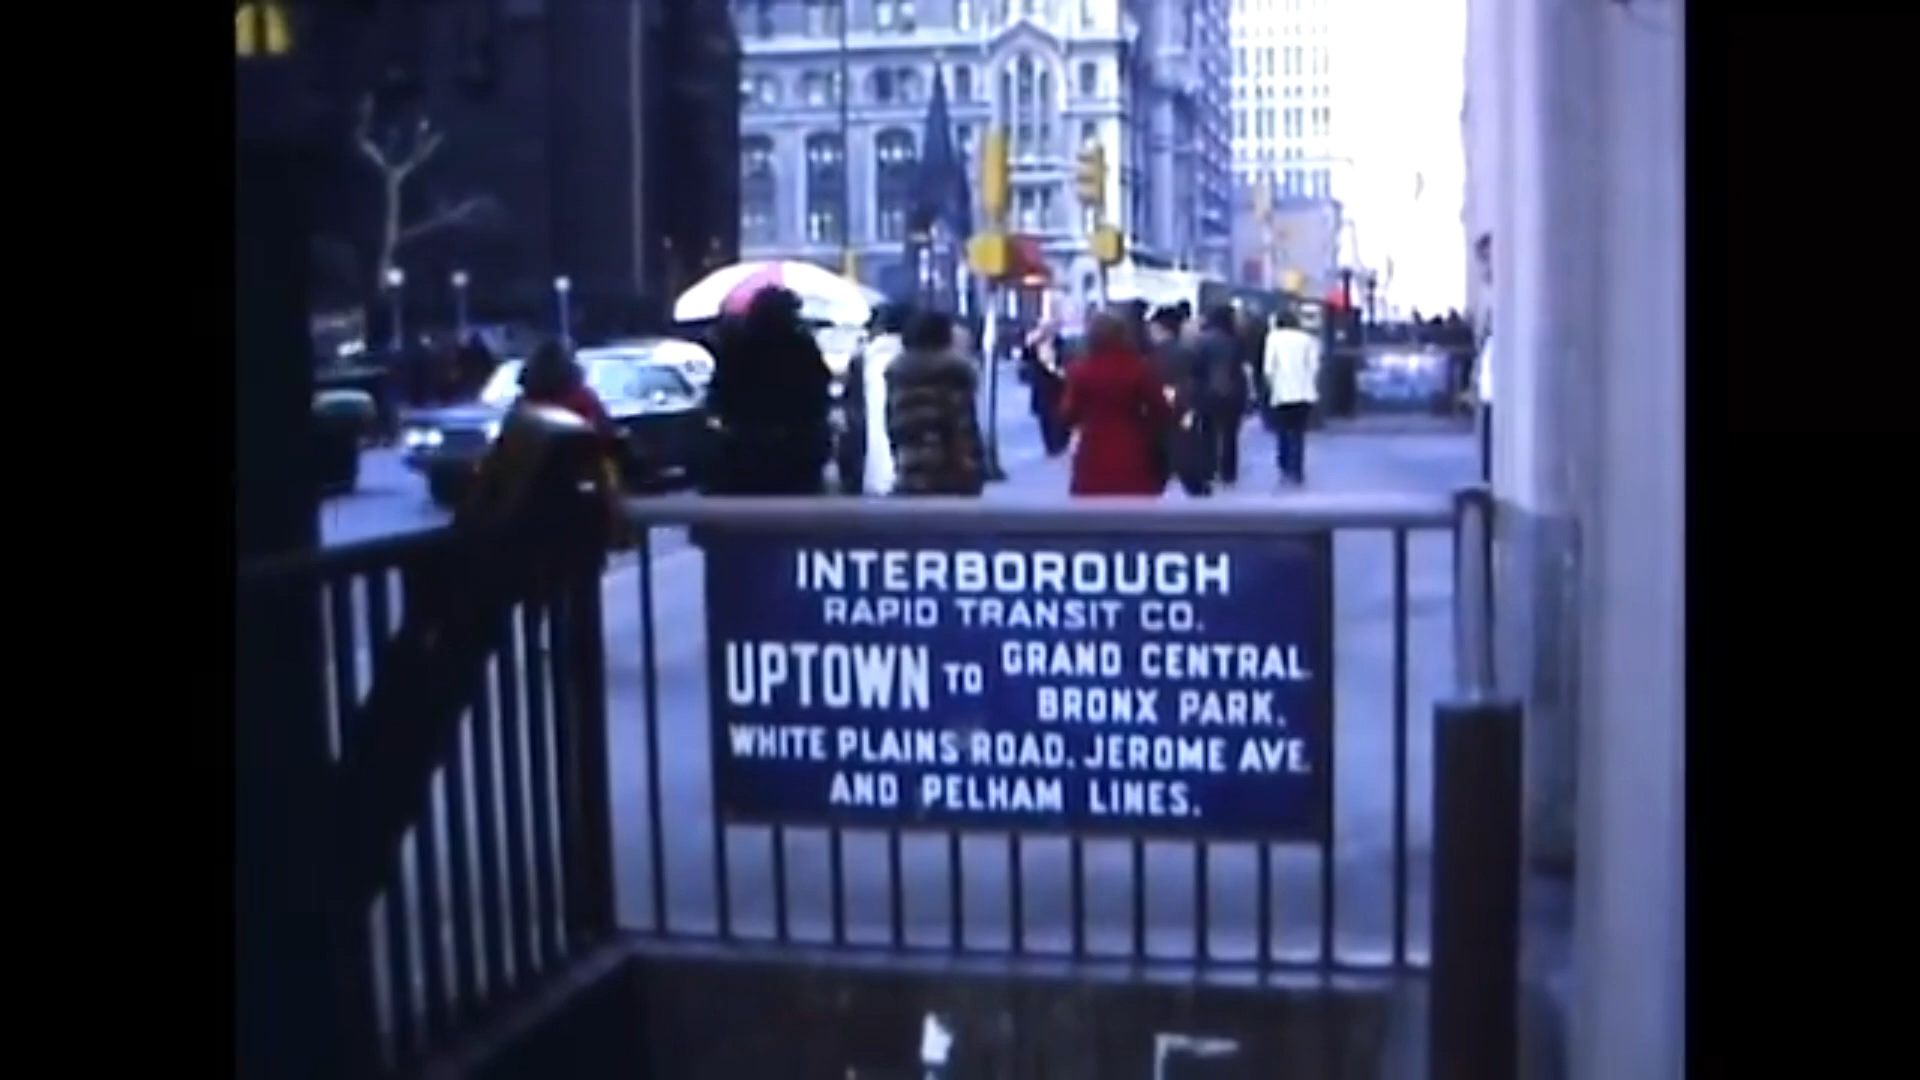 INTERBOROUGH
RAPID TRANSIT CO.
UPTOWN TO GRAND CENTRAL
BRONX PARK.
WHITE PLAINS ROAD. JEROME AVE.
AND PELHAM LINES.